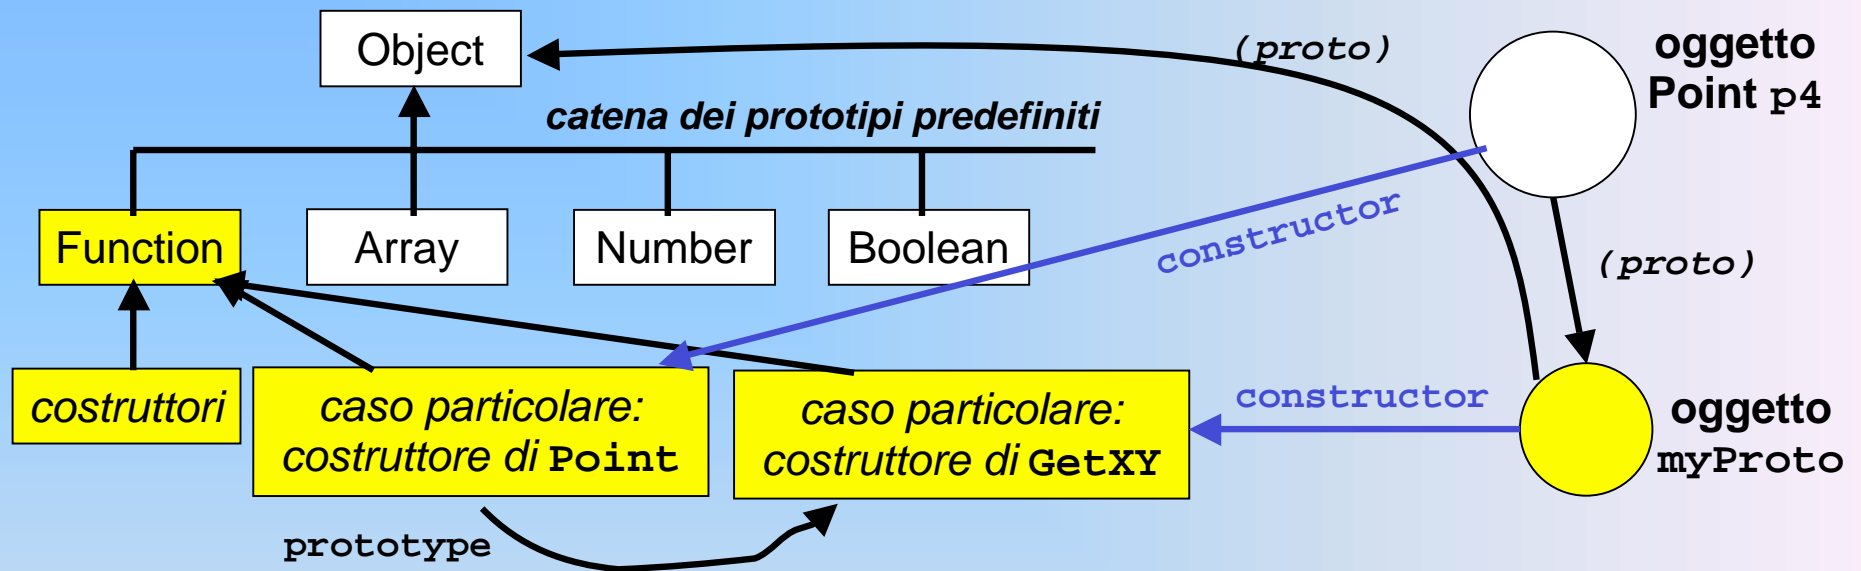 Object
(proto)
oggetto
Point p4
catena dei prototipi predefiniti
Function
Array
Number
Boolean
constructor
(proto)
costruttori
caso particolare:
costruttore di Point
caso particolare:
costruttore di GetXY
constructor
oggetto
myProto
prototype